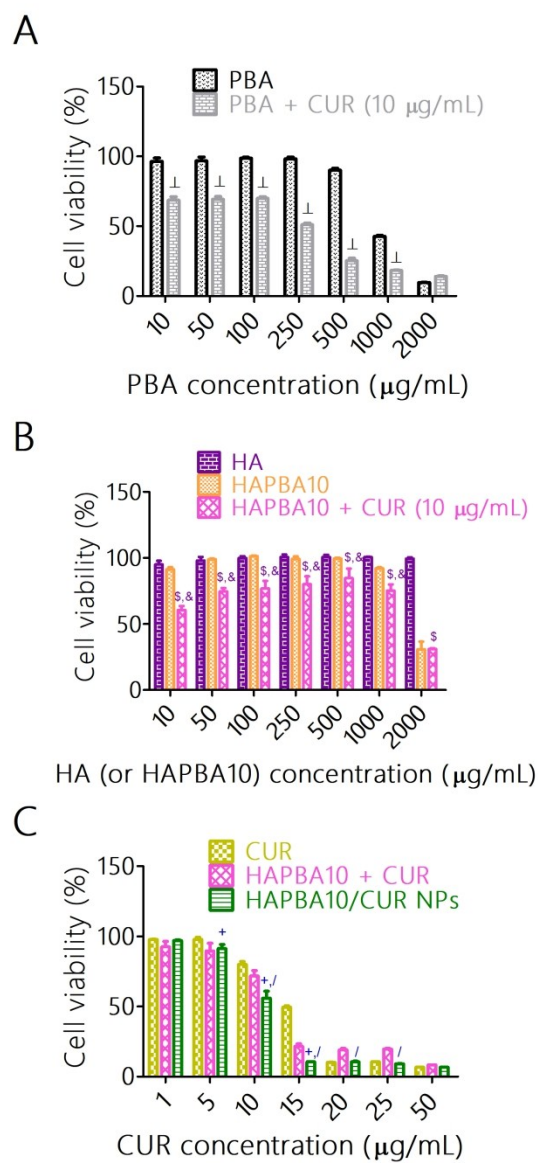 A
PBA
PBA + CUR (10 μg/mL)
Cell viability (%)
150
100
50
0
⊥ ⊥ ⊥ ⊥ ⊥ ⊥
10 50 100 250 500 1000 2000
PBA concentration (μg/mL)
B
HA
HAPBA10
HAPBA10 + CUR (10 μg/mL)
Cell viability (%)
150
100
50
0
$,& $,& $,& $,& $,& $,& $
10 50 100 250 500 1000 2000
HA (or HAPBA10) concentration (μg/mL)
C
CUR
HAPBA10 + CUR
HAPBA10/CUR NPs
Cell viability (%)
150
100
50
0
+ +,/ +,/ / /
1 5 10 15 20 25 50
CUR concentration (μg/mL)